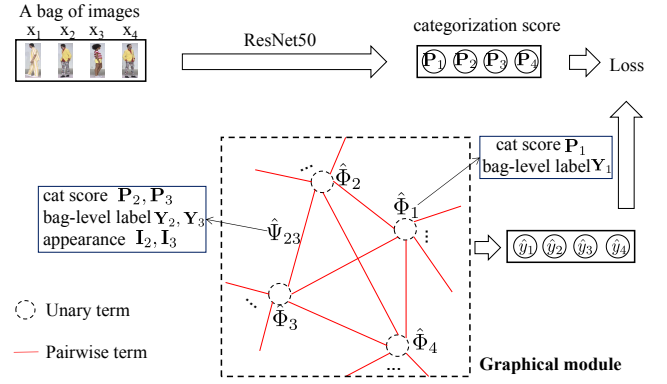 A bag of images
x₁ x₂ x₃ x₄
ResNet50
categorization score
P₁ P₂ P₃ P₄
Loss
cat score P₁
bag-level label Y₁
cat score P₂, P₃
bag-level label Y₂, Y₃
appearance I₂, I₃
...
Φ̂₂
Φ̂₁
Ψ̂₂₃
...
ŷ₁ ŷ₂ ŷ₃ ŷ₄
...
Φ̂₃
Unary term
Φ̂₄
Pairwise term
...
Graphical module